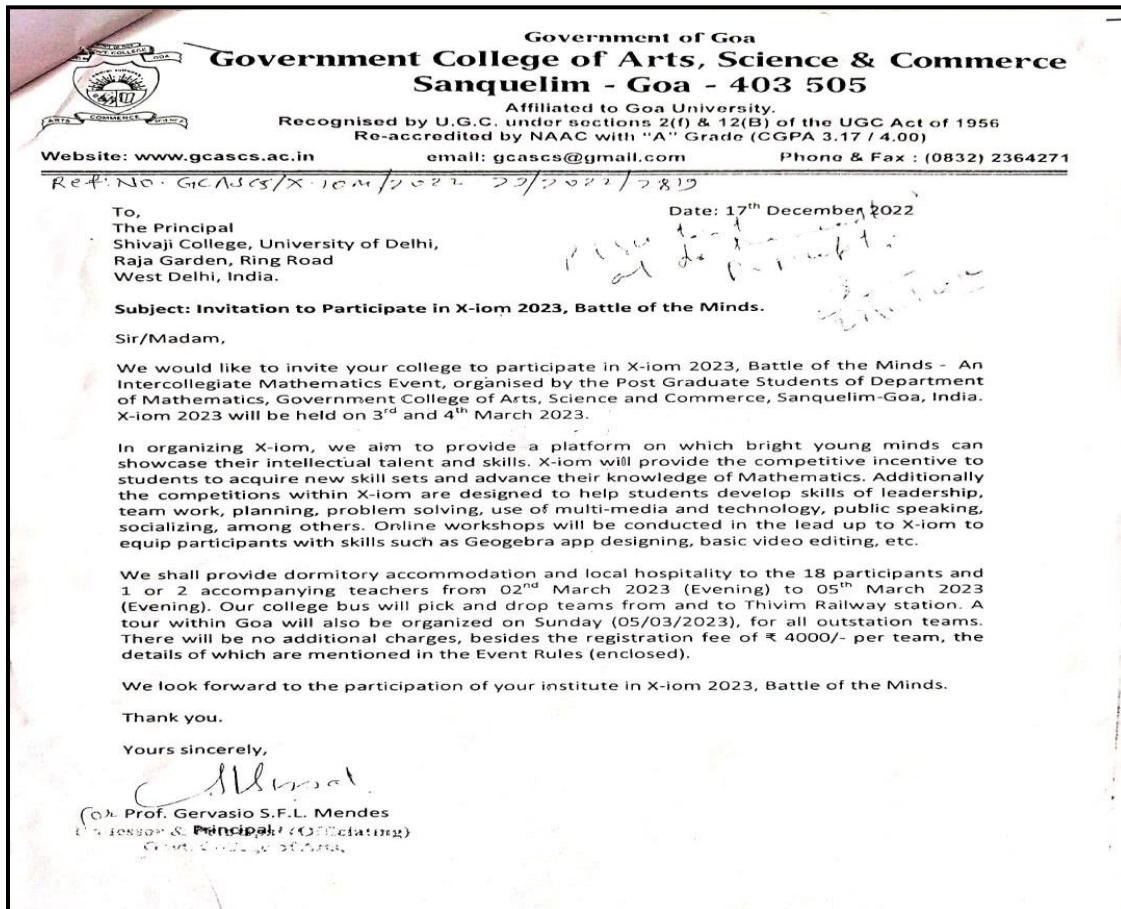 Government of Goa
Government College of Arts, Science & Commerce
Sanquelim - Goa - 403 505
Affiliated to Goa University.
Recognised by U.G.C. under sections 2(f) & 12(B) of the UGC Act of 1956
Re-accredited by NAAC with "A" Grade (CGPA 3.17 / 4.00)
GOA
ARTS COMMERCE SCIENCE
Website: www.gcascs.ac.in email: gcascs@gmail.com Phone & Fax : (0832) 2364271
Ref: No. GCASCS/X-iom/2022
To,
Date: 17th December, 2022
The Principal
Shivaji College, University of Delhi,
Raja Garden, Ring Road
West Delhi, India.
Subject: Invitation to Participate in X-iom 2023, Battle of the Minds.
Sir/Madam,
We would like to invite your college to participate in X-iom 2023, Battle of the Minds - An
Intercollegiate Mathematics Event, organised by the Post Graduate Students of Department
of Mathematics, Government College of Arts, Science and Commerce, Sanquelim-Goa, India.
X-iom 2023 will be held on 3rd and 4th March 2023.
In organizing X-iom, we aim to provide a platform on which bright young minds can
showcase their intellectual talent and skills. X-iom will provide the competitive incentive to
students to acquire new skill sets and advance their knowledge of Mathematics. Additionally
the competitions within X-iom are designed to help students develop skills of leadership,
team work, planning, problem solving, use of multi-media and technology, public speaking,
socializing, among others. Online workshops will be conducted in the lead up to X-iom to
equip participants with skills such as Geogebra app designing, basic video editing, etc.
We shall provide dormitory accommodation and local hospitality to the 18 participants and
1 or 2 accompanying teachers from 02nd March 2023 (Evening) to 05th March 2023
(Evening). Our college bus will pick and drop teams from and to Thivim Railway station. A
tour within Goa will also be organized on Sunday (05/03/2023), for all outstation teams.
There will be no additional charges, besides the registration fee of ₹ 4000/- per team, the
details of which are mentioned in the Event Rules (enclosed).
We look forward to the participation of your institute in X-iom 2023, Battle of the Minds.
Thank you.
Yours sincerely,
for Prof. Gervasio S.F.L. Mendes
Principal (Officiating)